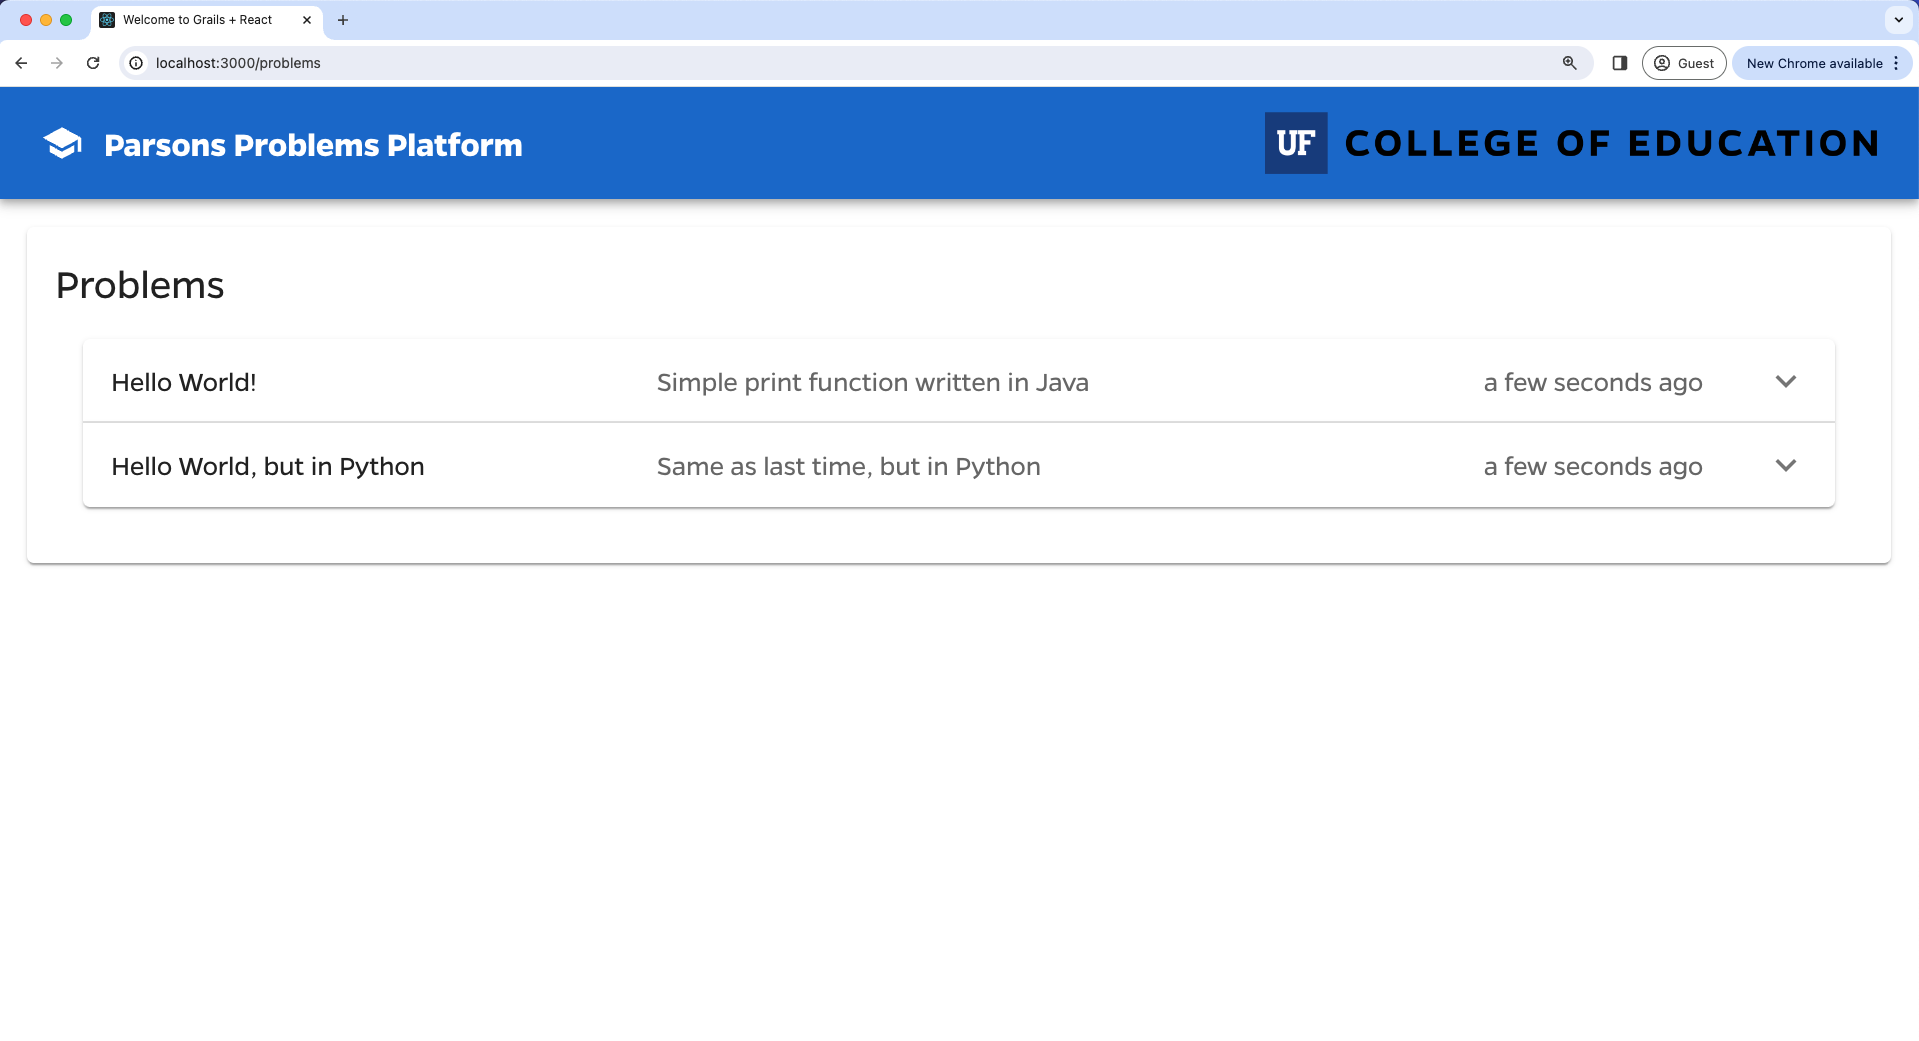 Welcome to Grails + React
localhost:3000/problems
Guest
New Chrome available
Parsons Problems Platform
UF COLLEGE OF EDUCATION
Problems
Hello World! Simple print function written in Java a few seconds ago
Hello World, but in Python Same as last time, but in Python a few seconds ago